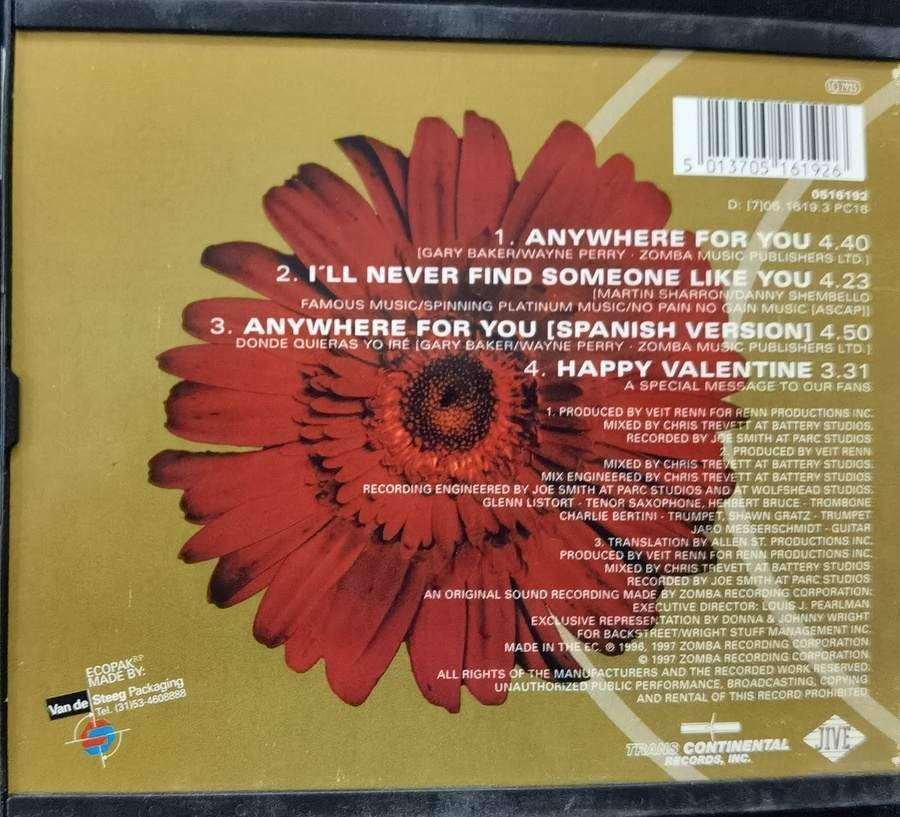 LC 7925
5 013705 161926
0516192
D: [7]05.1619.3 PC16
1. ANYWHERE FOR YOU 4.40
[GARY BAKER/WAYNE PERRY · ZOMBA MUSIC PUBLISHERS LTD.]
2. I'LL NEVER FIND SOMEONE LIKE YOU 4.23
[MARTIN SHARRON/DANNY SHEMBELLO
FAMOUS MUSIC/SPINNING PLATINUM MUSIC/NO PAIN NO GAIN MUSIC [ASCAP]]
3. ANYWHERE FOR YOU [SPANISH VERSION] 4.50
DONDE QUIERAS YO IRÉ [GARY BAKER/WAYNE PERRY · ZOMBA MUSIC PUBLISHERS LTD.]
4. HAPPY VALENTINE 3.31
A SPECIAL MESSAGE TO OUR FANS
1. PRODUCED BY VEIT RENN FOR RENN PRODUCTIONS INC.
MIXED BY CHRIS TREVETT AT BATTERY STUDIOS.
RECORDED BY JOE SMITH AT PARC STUDIOS
2. PRODUCED BY VEIT RENN
MIXED BY CHRIS TREVETT AT BATTERY STUDIOS.
MIX ENGINEERED BY CHRIS TREVETT AT BATTERY STUDIOS.
RECORDING ENGINEERED BY JOE SMITH AT PARC STUDIOS AND AT WOLFSHEAD STUDIOS.
GLENN LISTORT - TENOR SAXOPHONE, HERBERT BRUCE - TROMBONE
CHARLIE BERTINI - TRUMPET, SHAWN GRATZ - TRUMPET
JARO MESSERSCHMIDT - GUITAR
3. TRANSLATION BY ALLEN ST. PRODUCTIONS INC.
PRODUCED BY VEIT RENN FOR RENN PRODUCTIONS INC.
MIXED BY CHRIS TREVETT AT BATTERY STUDIOS
RECORDED BY JOE SMITH AT PARC STUDIOS
AN ORIGINAL SOUND RECORDING MADE BY ZOMBA RECORDING CORPORATION.
EXECUTIVE DIRECTOR: LOUIS J. PEARLMAN.
EXCLUSIVE REPRESENTATION BY DONNA & JOHNNY WRIGHT
FOR BACKSTREET/WRIGHT STUFF MANAGEMENT INC.
MADE IN THE EC. ℗ 1996, 1997 ZOMBA RECORDING CORPORATION
© 1997 ZOMBA RECORDING CORPORATION.
ALL RIGHTS OF THE MANUFACTURERS AND THE RECORDED WORK RESERVED.
UNAUTHORIZED PUBLIC PERFORMANCE, BROADCASTING, COPYING
AND RENTAL OF THIS RECORD PROHIBITED
ECOPAK
MADE BY:
Van de Steeg Packaging
Tel. (31)53-4608888
TRANS CONTINENTAL
RECORDS, INC.
JIVE